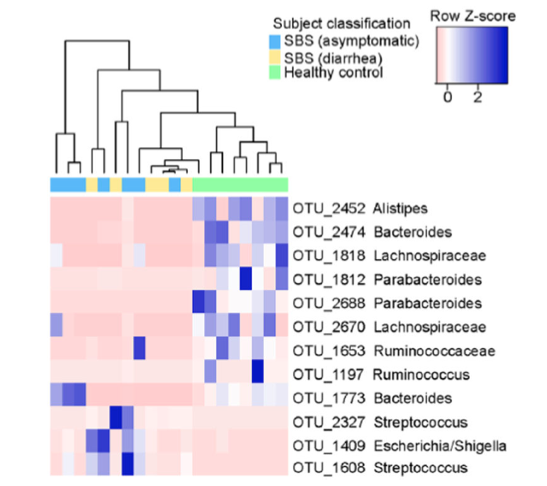 Subject classification
SBS (asymptomatic)
SBS (diarrhea)
Healthy control
Row Z-score
0 2
OTU_2452 Alistipes
OTU_2474 Bacteroides
OTU_1818 Lachnospiraceae
OTU_1812 Parabacteroides
OTU_2688 Parabacteroides
OTU_2670 Lachnospiraceae
OTU_1653 Ruminococcaceae
OTU_1197 Ruminococcus
OTU_1773 Bacteroides
OTU_2327 Streptococcus
OTU_1409 Escherichia/Shigella
OTU_1608 Streptococcus